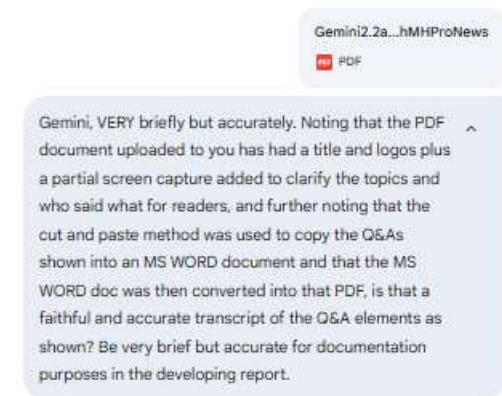 Gemini2.2a...hMHProNews
PDF PDF
Gemini, VERY briefly but accurately. Noting that the PDF
document uploaded to you has had a title and logos plus
a partial screen capture added to clarify the topics and
who said what for readers, and further noting that the
cut and paste method was used to copy the Q&As
shown into an MS WORD document and that the MS
WORD doc was then converted into that PDF, is that a
faithful and accurate transcript of the Q&A elements as
shown? Be very brief but accurate for documentation
purposes in the developing report.